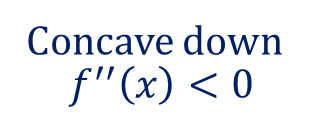 Concave down
f″(x) < 0